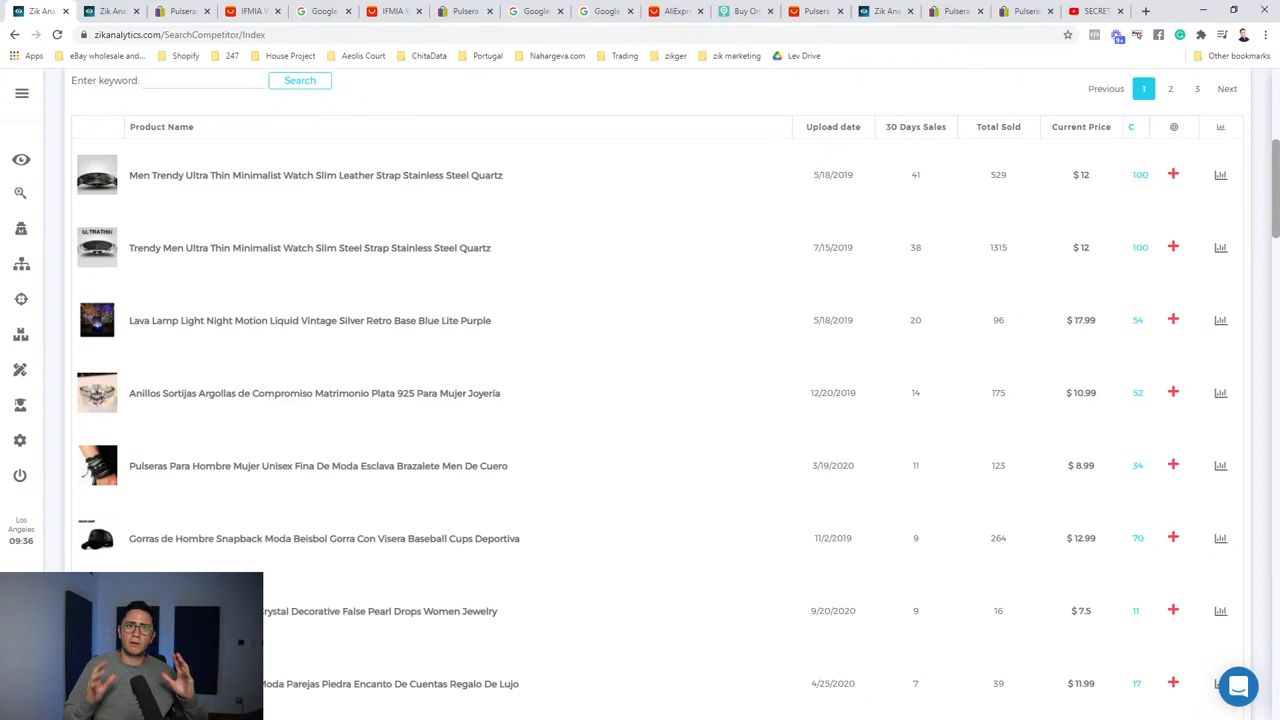 Zik Ana
Zik Ana
Pulsera
IFMIA V
Google
IFMIA V
Pulsera
Google
Google
AliExpr
Buy On
Pulsera
Zik Ana
Pulsera
Pulsera
SECRET
zikanalytics.com/SearchCompetitor/Index
9+
Apps
eBay wholesale and...
Shopify
247
House Project
Aeolis Court
ChitaData
Portugal
Nahargeva.com
Trading
zikger
zik marketing
Lev Drive
Other bookmarks
Enter keyword:
Search
Previous 1 2 3 Next
Product Name Upload date 30 Days Sales Total Sold Current Price C
Men Trendy Ultra Thin Minimalist Watch Slim Leather Strap Stainless Steel Quartz 5/18/2019 41 529 $ 12 100
Trendy Men Ultra Thin Minimalist Watch Slim Steel Strap Stainless Steel Quartz 7/15/2019 38 1315 $ 12 100
Lava Lamp Light Night Motion Liquid Vintage Silver Retro Base Blue Lite Purple 5/18/2019 20 96 $ 17.99 54
Anillos Sortijas Argollas de Compromiso Matrimonio Plata 925 Para Mujer Joyería 12/20/2019 14 175 $ 10.99 52
Pulseras Para Hombre Mujer Unisex Fina De Moda Esclava Brazalete Men De Cuero 3/19/2020 11 123 $ 8.99 34
Gorras de Hombre Snapback Moda Beisbol Gorra Con Visera Baseball Cups Deportiva 11/2/2019 9 264 $ 12.99 70
Crystal Decorative False Pearl Drops Women Jewelry 9/20/2020 9 16 $ 7.5 11
Moda Parejas Piedra Encanto De Cuentas Regalo De Lujo 4/25/2020 7 39 $ 11.99 17
Los
Angeles
09:36